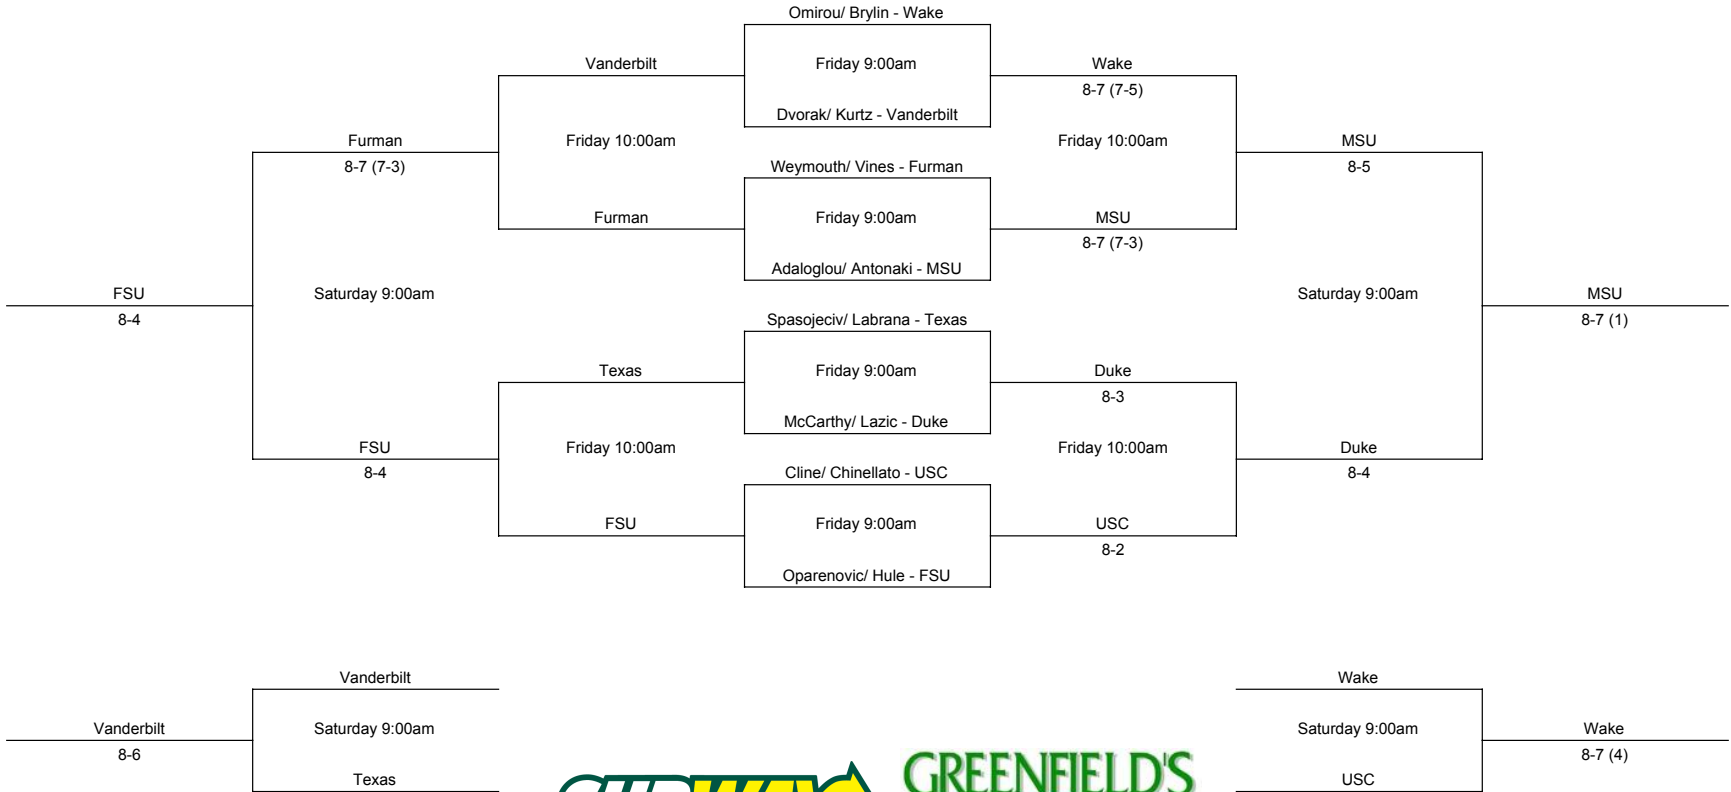 Omirou/ Brylin - Wake
Vanderbilt Friday 9:00am Wake
8-7 (7-5)
Dvorak/ Kurtz - Vanderbilt
Furman Friday 10:00am Friday 10:00am MSU
8-7 (7-3) Weymouth/ Vines - Furman 8-5
Furman Friday 9:00am MSU
8-7 (7-3)
Adaloglou/ Antonaki - MSU
FSU Saturday 9:00am Saturday 9:00am MSU
8-4 Spasojeciv/ Labrana - Texas 8-7 (1)
Texas Friday 9:00am Duke
8-3
McCarthy/ Lazic - Duke
FSU Friday 10:00am Friday 10:00am Duke
8-4 Cline/ Chinellato - USC 8-4
FSU Friday 9:00am USC
8-2
Oparenovic/ Hule - FSU
Vanderbilt Wake
Vanderbilt Saturday 9:00am Saturday 9:00am Wake
8-6 8-7 (4)
Texas SUBWAY GREENFIELD'S USC